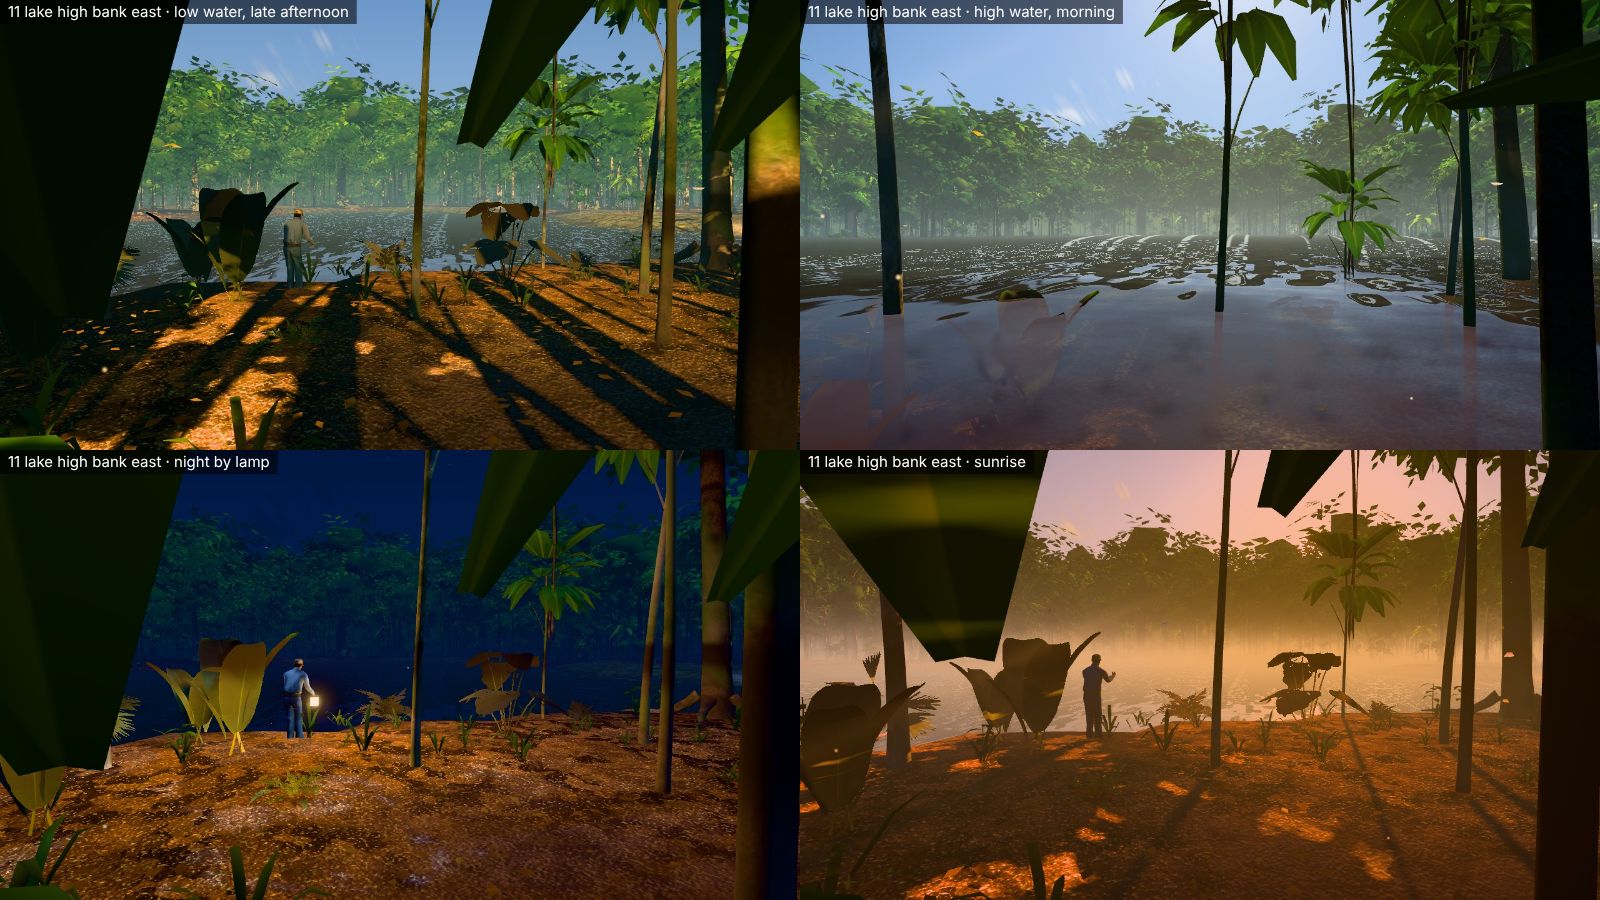 11 lake high bank east · low water, late afternoon
11 lake high bank east · high water, morning
11 lake high bank east · night by lamp
11 lake high bank east · sunrise